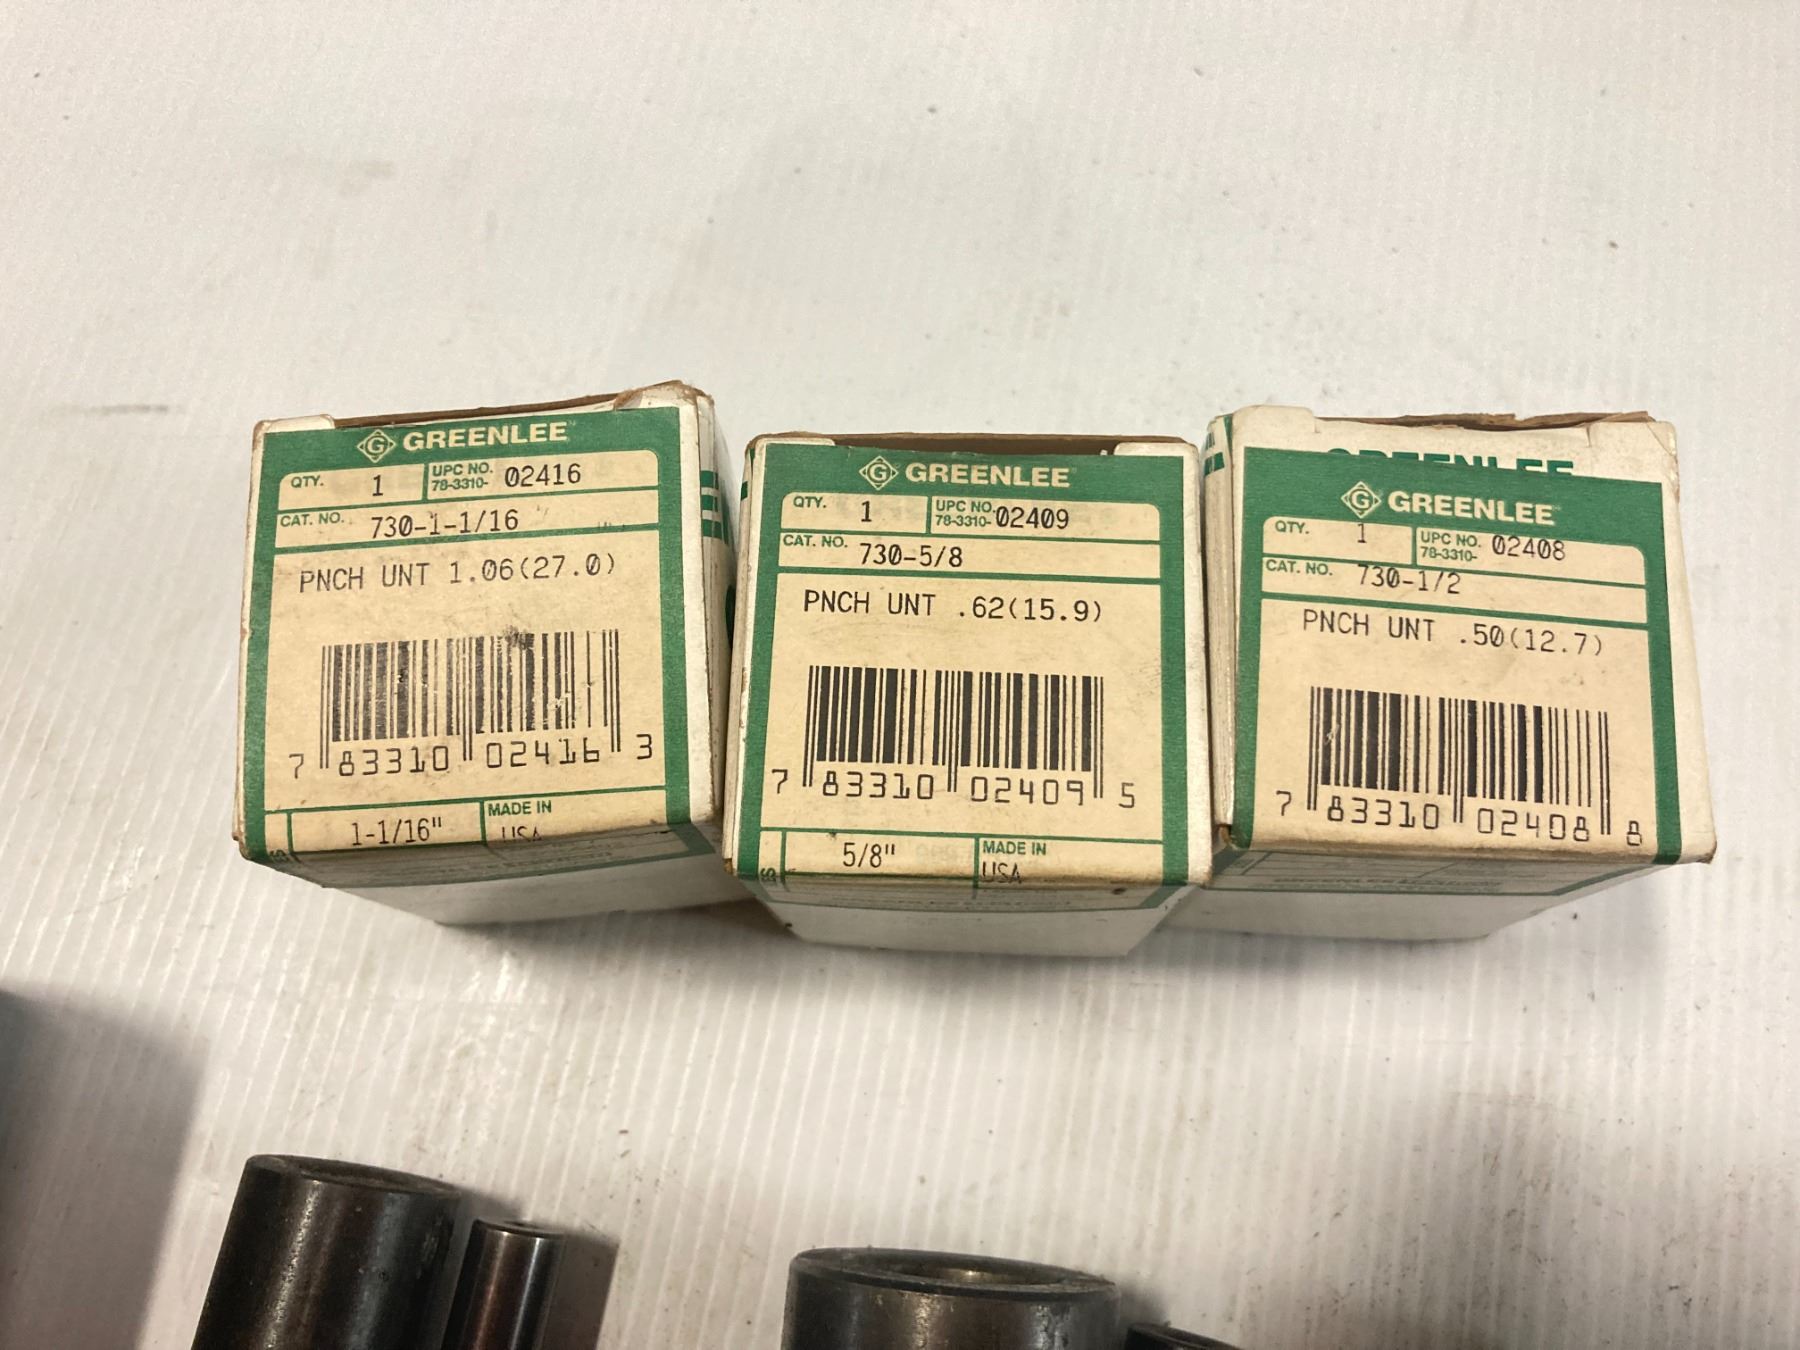 GREENLEE
QTY. 1 UPC NO. 78-3310- 02416
CAT. NO. 730-1-1/16
PNCH UNT 1.06(27.0)
7 83310 02416 3
1-1/16" MADE IN USA
GREENLEE
QTY. 1 UPC NO. 78-3310- 02409
CAT. NO. 730-5/8
PNCH UNT .62(15.9)
7 83310 02409 5
5/8" MADE IN USA
GREENLEE
GREENLEE
QTY. 1 UPC NO. 78-3310- 02408
CAT. NO. 730-1/2
PNCH UNT .50(12.7)
7 83310 02408 8